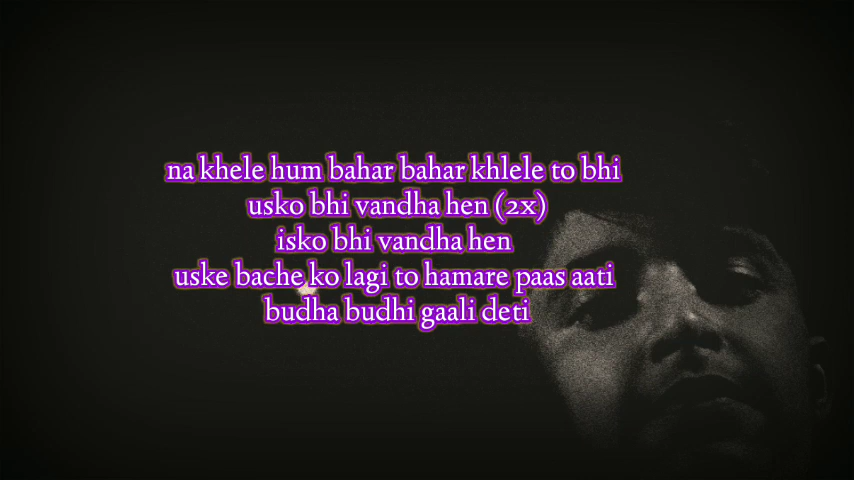 na khele hum bahar bahar khlele to bhi
usko bhi vandha hen (2x)
isko bhi vandha hen
uske bache ko lagi to hamare paas aati
budha budhi gaali deti